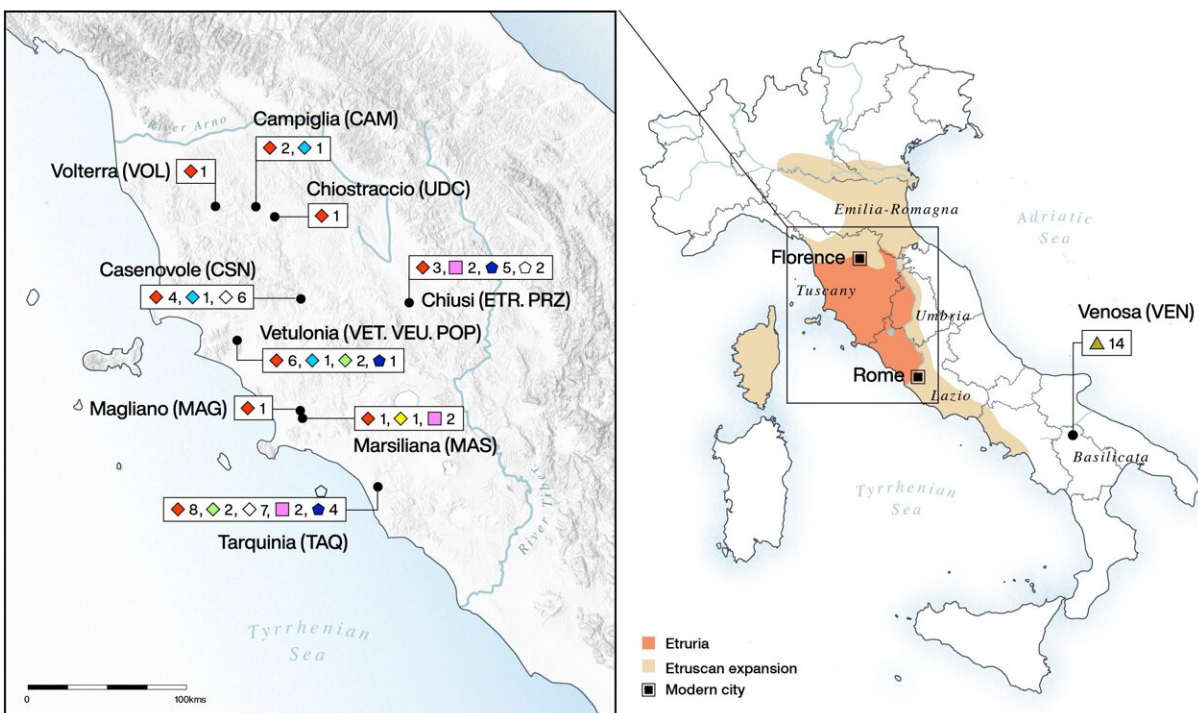 River Arno
Campiglia (CAM)
2, 1
Volterra (VOL)
1
Chiostraccio (UDC)
1
Casenovole (CSN)
4, 1, 6
3, 2, 5, 2
Chiusi (ETR. PRZ)
Vetulonia (VET. VEU. POP)
6, 1, 2, 1
Magliano (MAG)
1
1, 1, 2
Marsiliana (MAS)
8, 2, 7, 2, 4
Tarquinia (TAQ)
River Tiber
Tyrrhenian
Sea
0
100kms
Emilia-Romagna
Adriatic
Sea
Florence
Tuscany
Umbria
Venosa (VEN)
14
Rome
Lazio
Basilicata
Tyrrhenian
Sea
Etruria
Etruscan expansion
Modern city